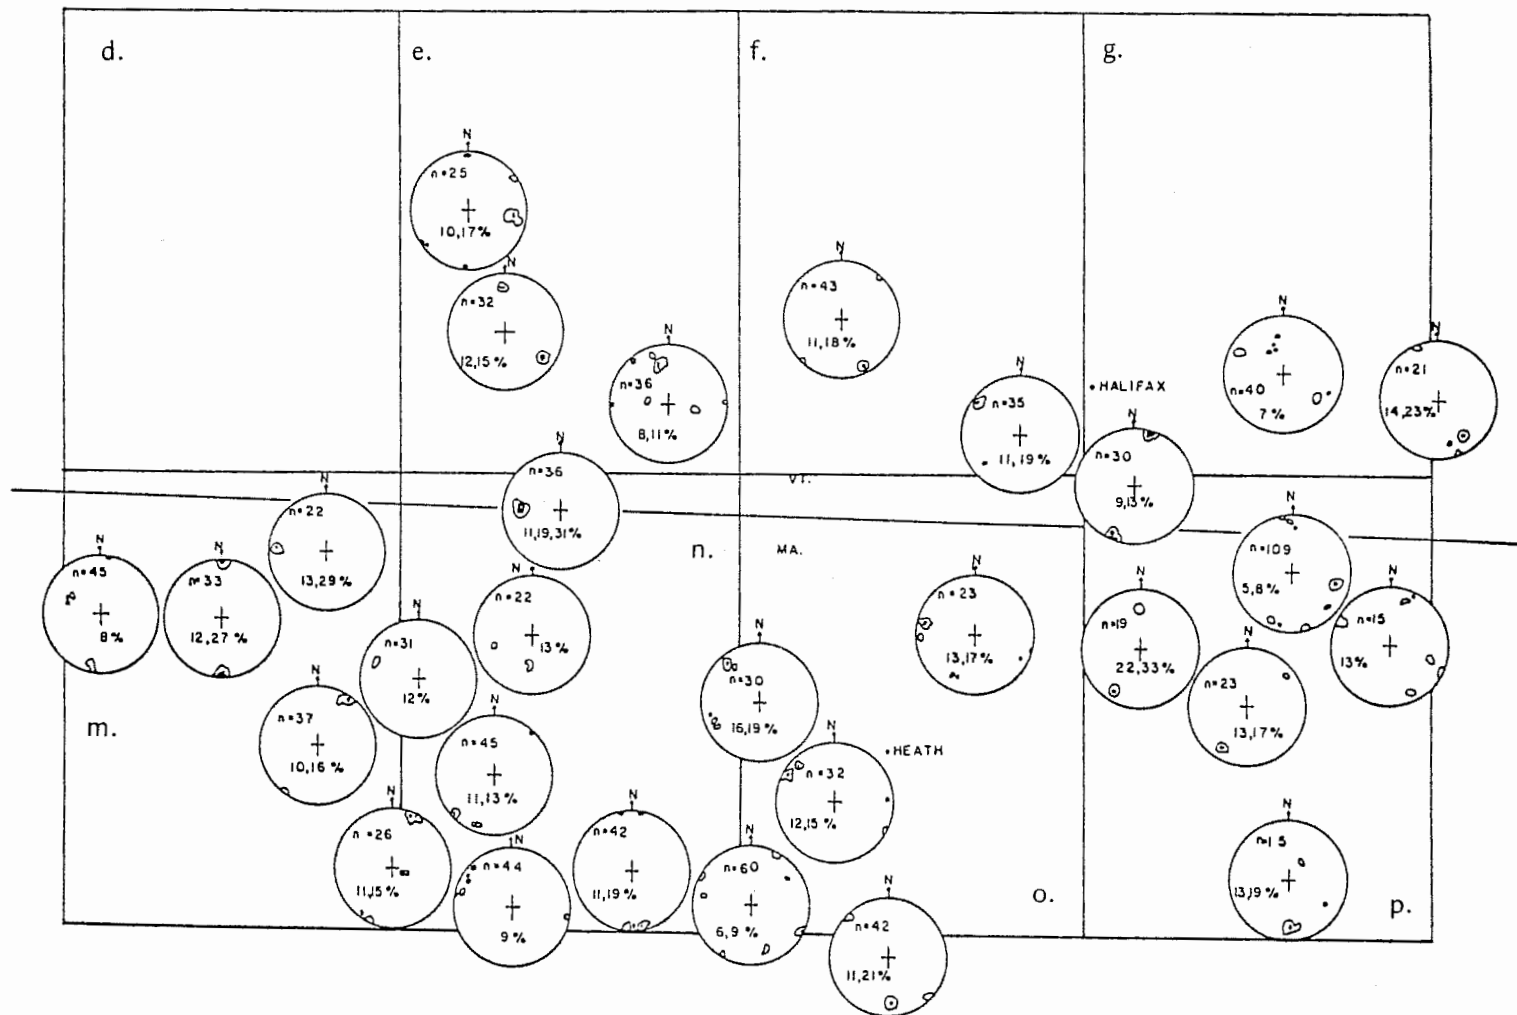 d.
e.
f.
g.
N
n=25
10,17%
N
n=32
12,15%
N
n=36
8,11%
N
n=43
11,18%
N
n=35
11,19%
HALIFAX
N
n=30
9,13%
N
n=40
7%
N
n=21
14,23%
VT.
MA.
N
n=22
13,29%
N
n=36
11,19,31%
n.
N
n=45
8%
N
n=33
12,27%
N
n=31
12%
N
n=22
13%
N
n=23
13,17%
N
n=109
5,8%
N
n=19
22,33%
N
n=15
13%
N
n=23
13,17%
m.
N
n=37
10,16%
N
n=45
11,13%
N
n=30
16,19%
N
n=32
12,15%
HEATH
N
n=26
11,15%
N
n=44
9%
N
n=42
11,19%
N
n=60
6,9%
N
n=42
11,21%
o.
N
n=15
13,19%
p.